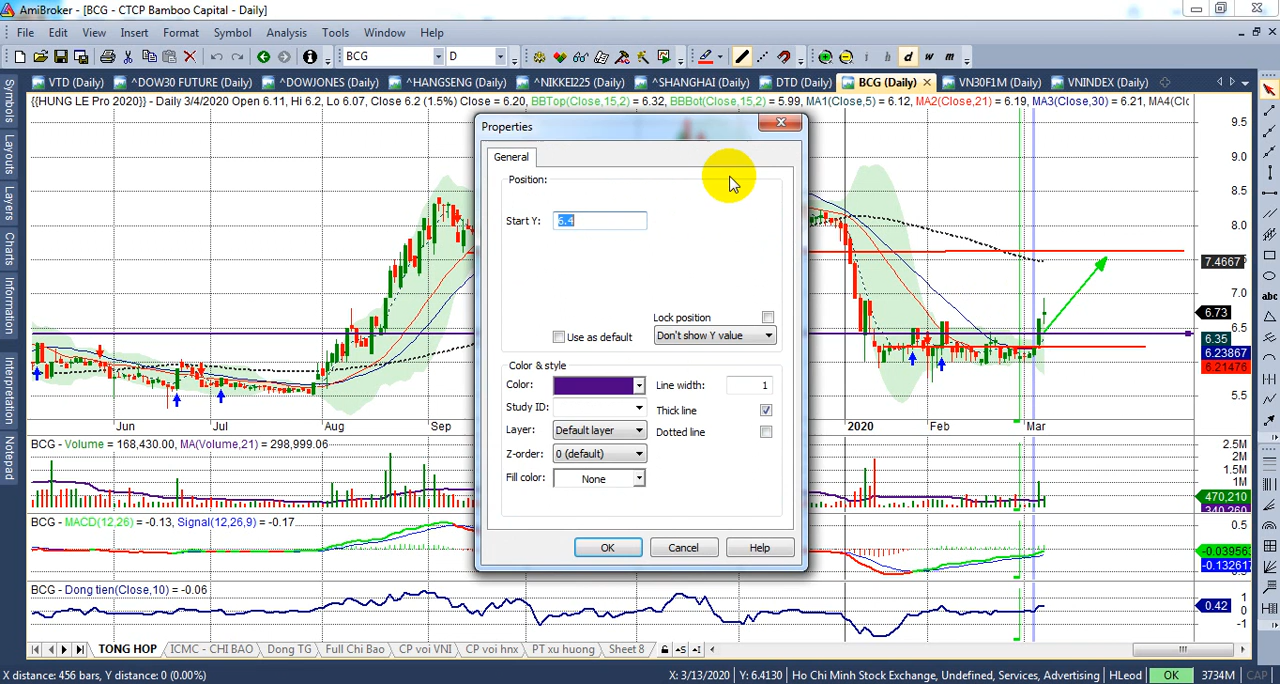 AmiBroker - [BCG - CTCP Bamboo Capital - Daily]
File Edit View Insert Format Symbol Analysis Tools Window Help
BCG D i h d w m
VTD (Daily) ^DOW30 FUTURE (Daily) ^DOWJONES (Daily) ^HANGSENG (Daily) ^NIKKEI225 (Daily) ^SHANGHAI (Daily) DTD (Daily) BCG (Daily) VN30F1M (Daily) VNINDEX (Daily)
{{HUNG LE Pro 2020}} - Daily 3/4/2020 Open 6.11, Hi 6.2, Lo 6.07, Close 6.2 (1.5%) Close = 6.20, BBTop(Close,15,2) = 6.32, BBBot(Close,15,2) = 5.99, MA1(Close,5) = 6.12, MA2(Close,21) = 6.19, MA3(Close,30) = 6.21, MA4(Clo
Symbols
Layouts
Layers
Charts
Information
Interpretation
Notepad
Properties
General
Position:
Start Y: 6.4
Lock position
Use as default
Don't show Y value
Color & style
Color:
Line width: 1
Study ID:
Thick line
Layer: Default layer
Dotted line
Z-order: 0 (default)
Fill color: None
OK Cancel Help
9.5
9.0
8.5
8.0
7.4667
7.0
6.73
6.5
6.35
6.23867
6.21476
5.5
abc
Jun Jul Aug Sep 2020 Feb Mar
BCG - Volume = 168,430.00, MA(Volume,21) = 298,999.06
2.5M
2M
1.5M
1M
470,210
340,260
BCG - MACD(12,26) = -0.13, Signal(12,26,9) = -0.17
0.5
-0.03956
-0.132617
BCG - Dong tien(Close,10) = -0.06
1
0.42
-1
TONG HOP ICMC - CHI BAO Dong TG Full Chi Bao CP voi VNI CP voi hnx PT xu huong Sheet 8
X distance: 456 bars, Y distance: 0 (0.00%) X: 3/13/2020 Y: 6.4130 Ho Chi Minh Stock Exchange, Undefined, Services, Advertising HLeod OK 3734M CAP